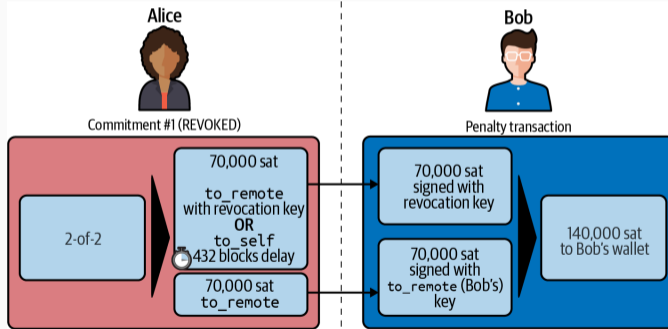 Alice
Bob
Commitment #1 (REVOKED)
Penalty transaction
2-of-2
70,000 sat
to_remote
with revocation key
OR
to_self
432 blocks delay
70,000 sat
to_remote
70,000 sat
signed with
revocation key
70,000 sat
signed with
to_remote (Bob's)
key
140,000 sat
to Bob's wallet